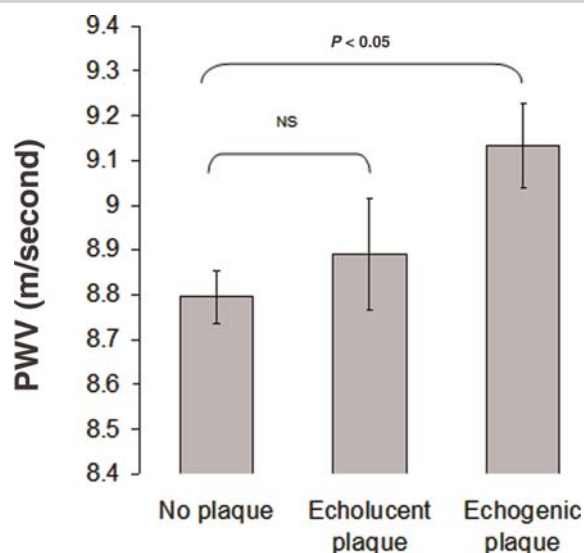 9.4
P < 0.05
9.3
9.2
NS
9.1
9
8.9
8.8
8.7
8.6
8.5
8.4
PWV (m/second)
No plaque
Echolucent
plaque
Echogenic
plaque